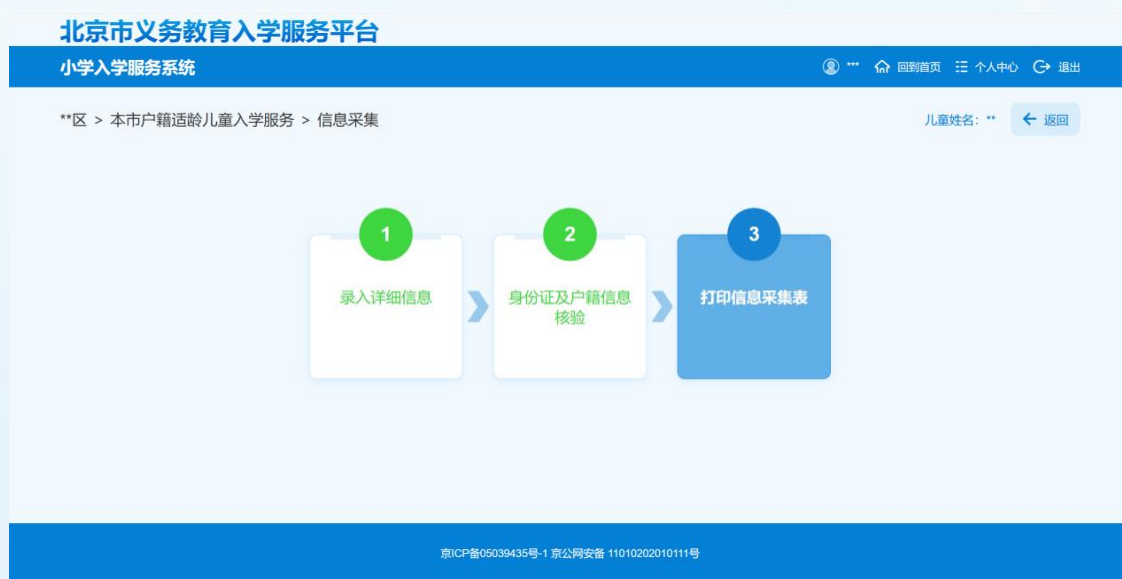 北京市义务教育入学服务平台
小学入学服务系统
*** 回到首页 个人中心 退出
**区 > 本市户籍适龄儿童入学服务 > 信息采集
儿童姓名: ** 返回
1
录入详细信息
2
身份证及户籍信息
核验
3
打印信息采集表
京ICP备05039435号-1 京公网安备 11010202010111号